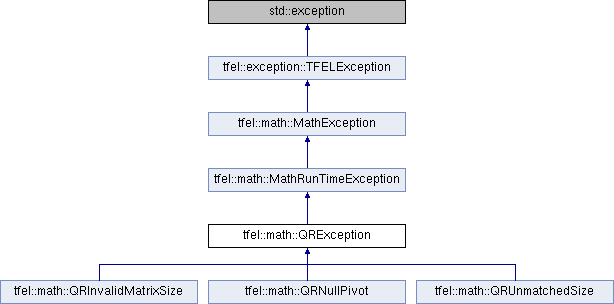 std::exception
tfel::exception::TFELException
tfel::math::MathException
tfel::math::MathRunTimeException
tfel::math::QRException
tfel::math::QRInvalidMatrixSize
tfel::math::QRNullPivot
tfel::math::QRUnmatchedSize